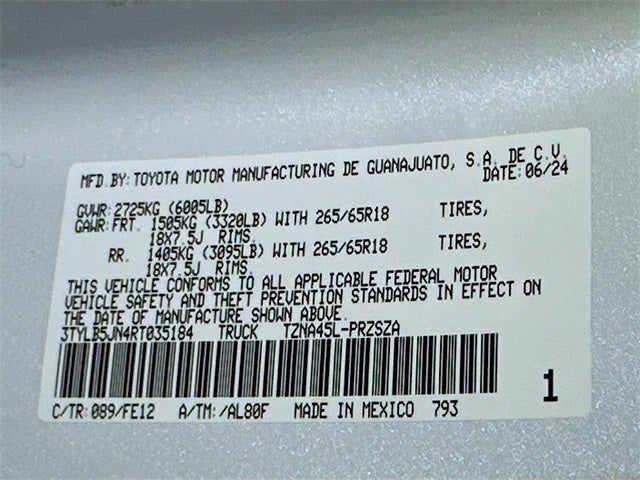 MFD. BY: TOYOTA MOTOR MANUFACTURING DE GUANAJUATO, S.A. DE C.V.
DATE: 06/24
GVWR: 2725KG (6005LB)
GAWR: FRT. 1505KG (3320LB) WITH 265/65R18 TIRES,
18X7.5J RIMS.
RR. 1405KG (3095LB) WITH 265/65R18 TIRES,
18X7.5J RIMS.
THIS VEHICLE CONFORMS TO ALL APPLICABLE FEDERAL MOTOR
VEHICLE SAFETY AND THEFT PREVENTION STANDARDS IN EFFECT ON
THE DATE OF MANUFACTURE SHOWN ABOVE.
3TYLB5JN4RT035184 TRUCK TZNA45L-PRZSZA
1
C/TR: 089/FE12 A/TM: /AL80F MADE IN MEXICO 793